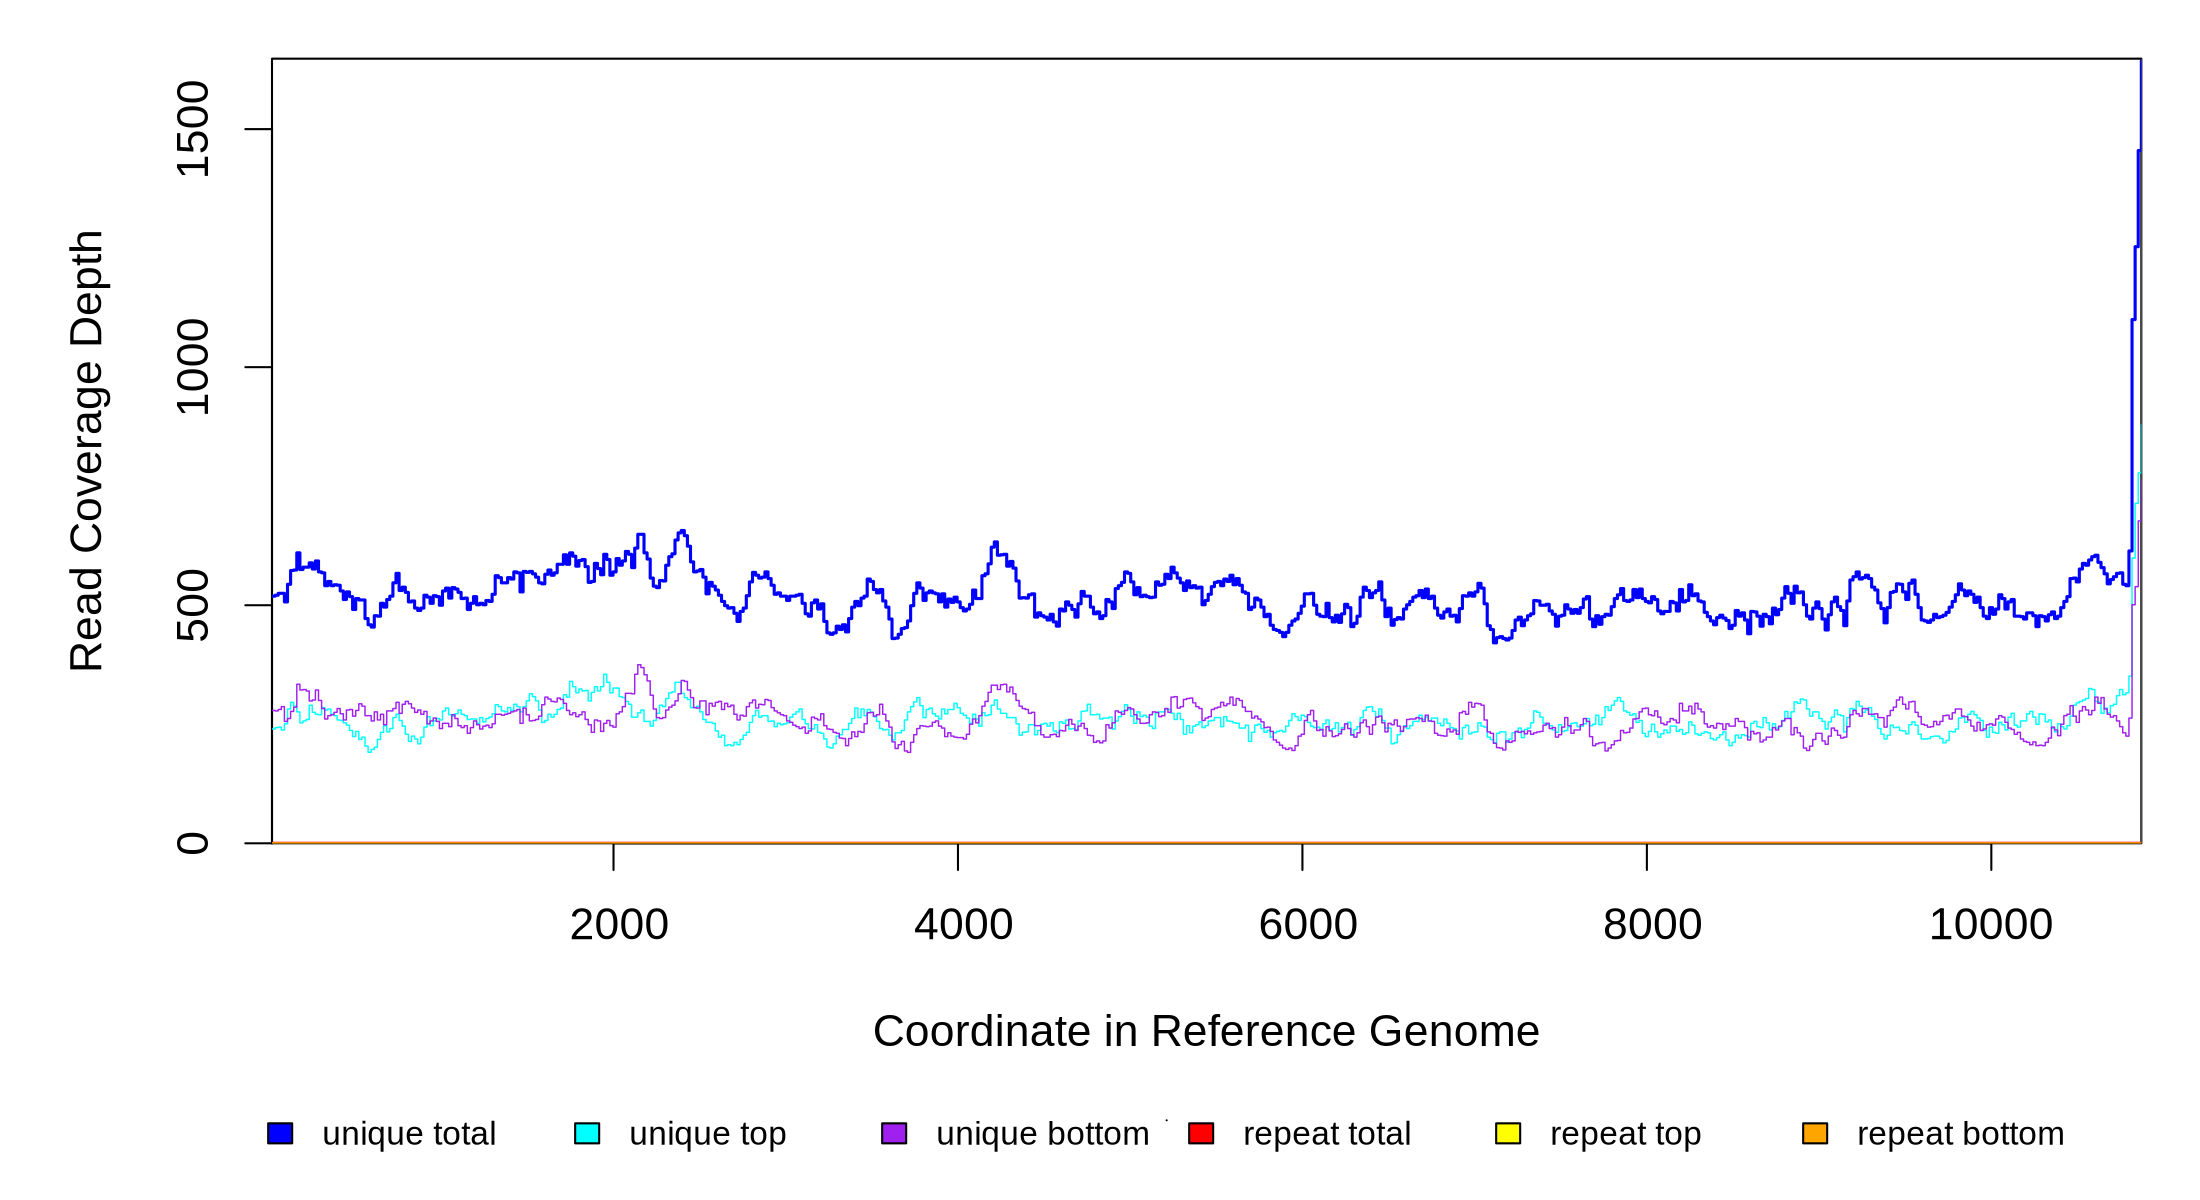 1500
1000
500
0
Read Coverage Depth
2000 4000 6000 8000 10000
Coordinate in Reference Genome
unique total unique top unique bottom repeat total repeat top repeat bottom